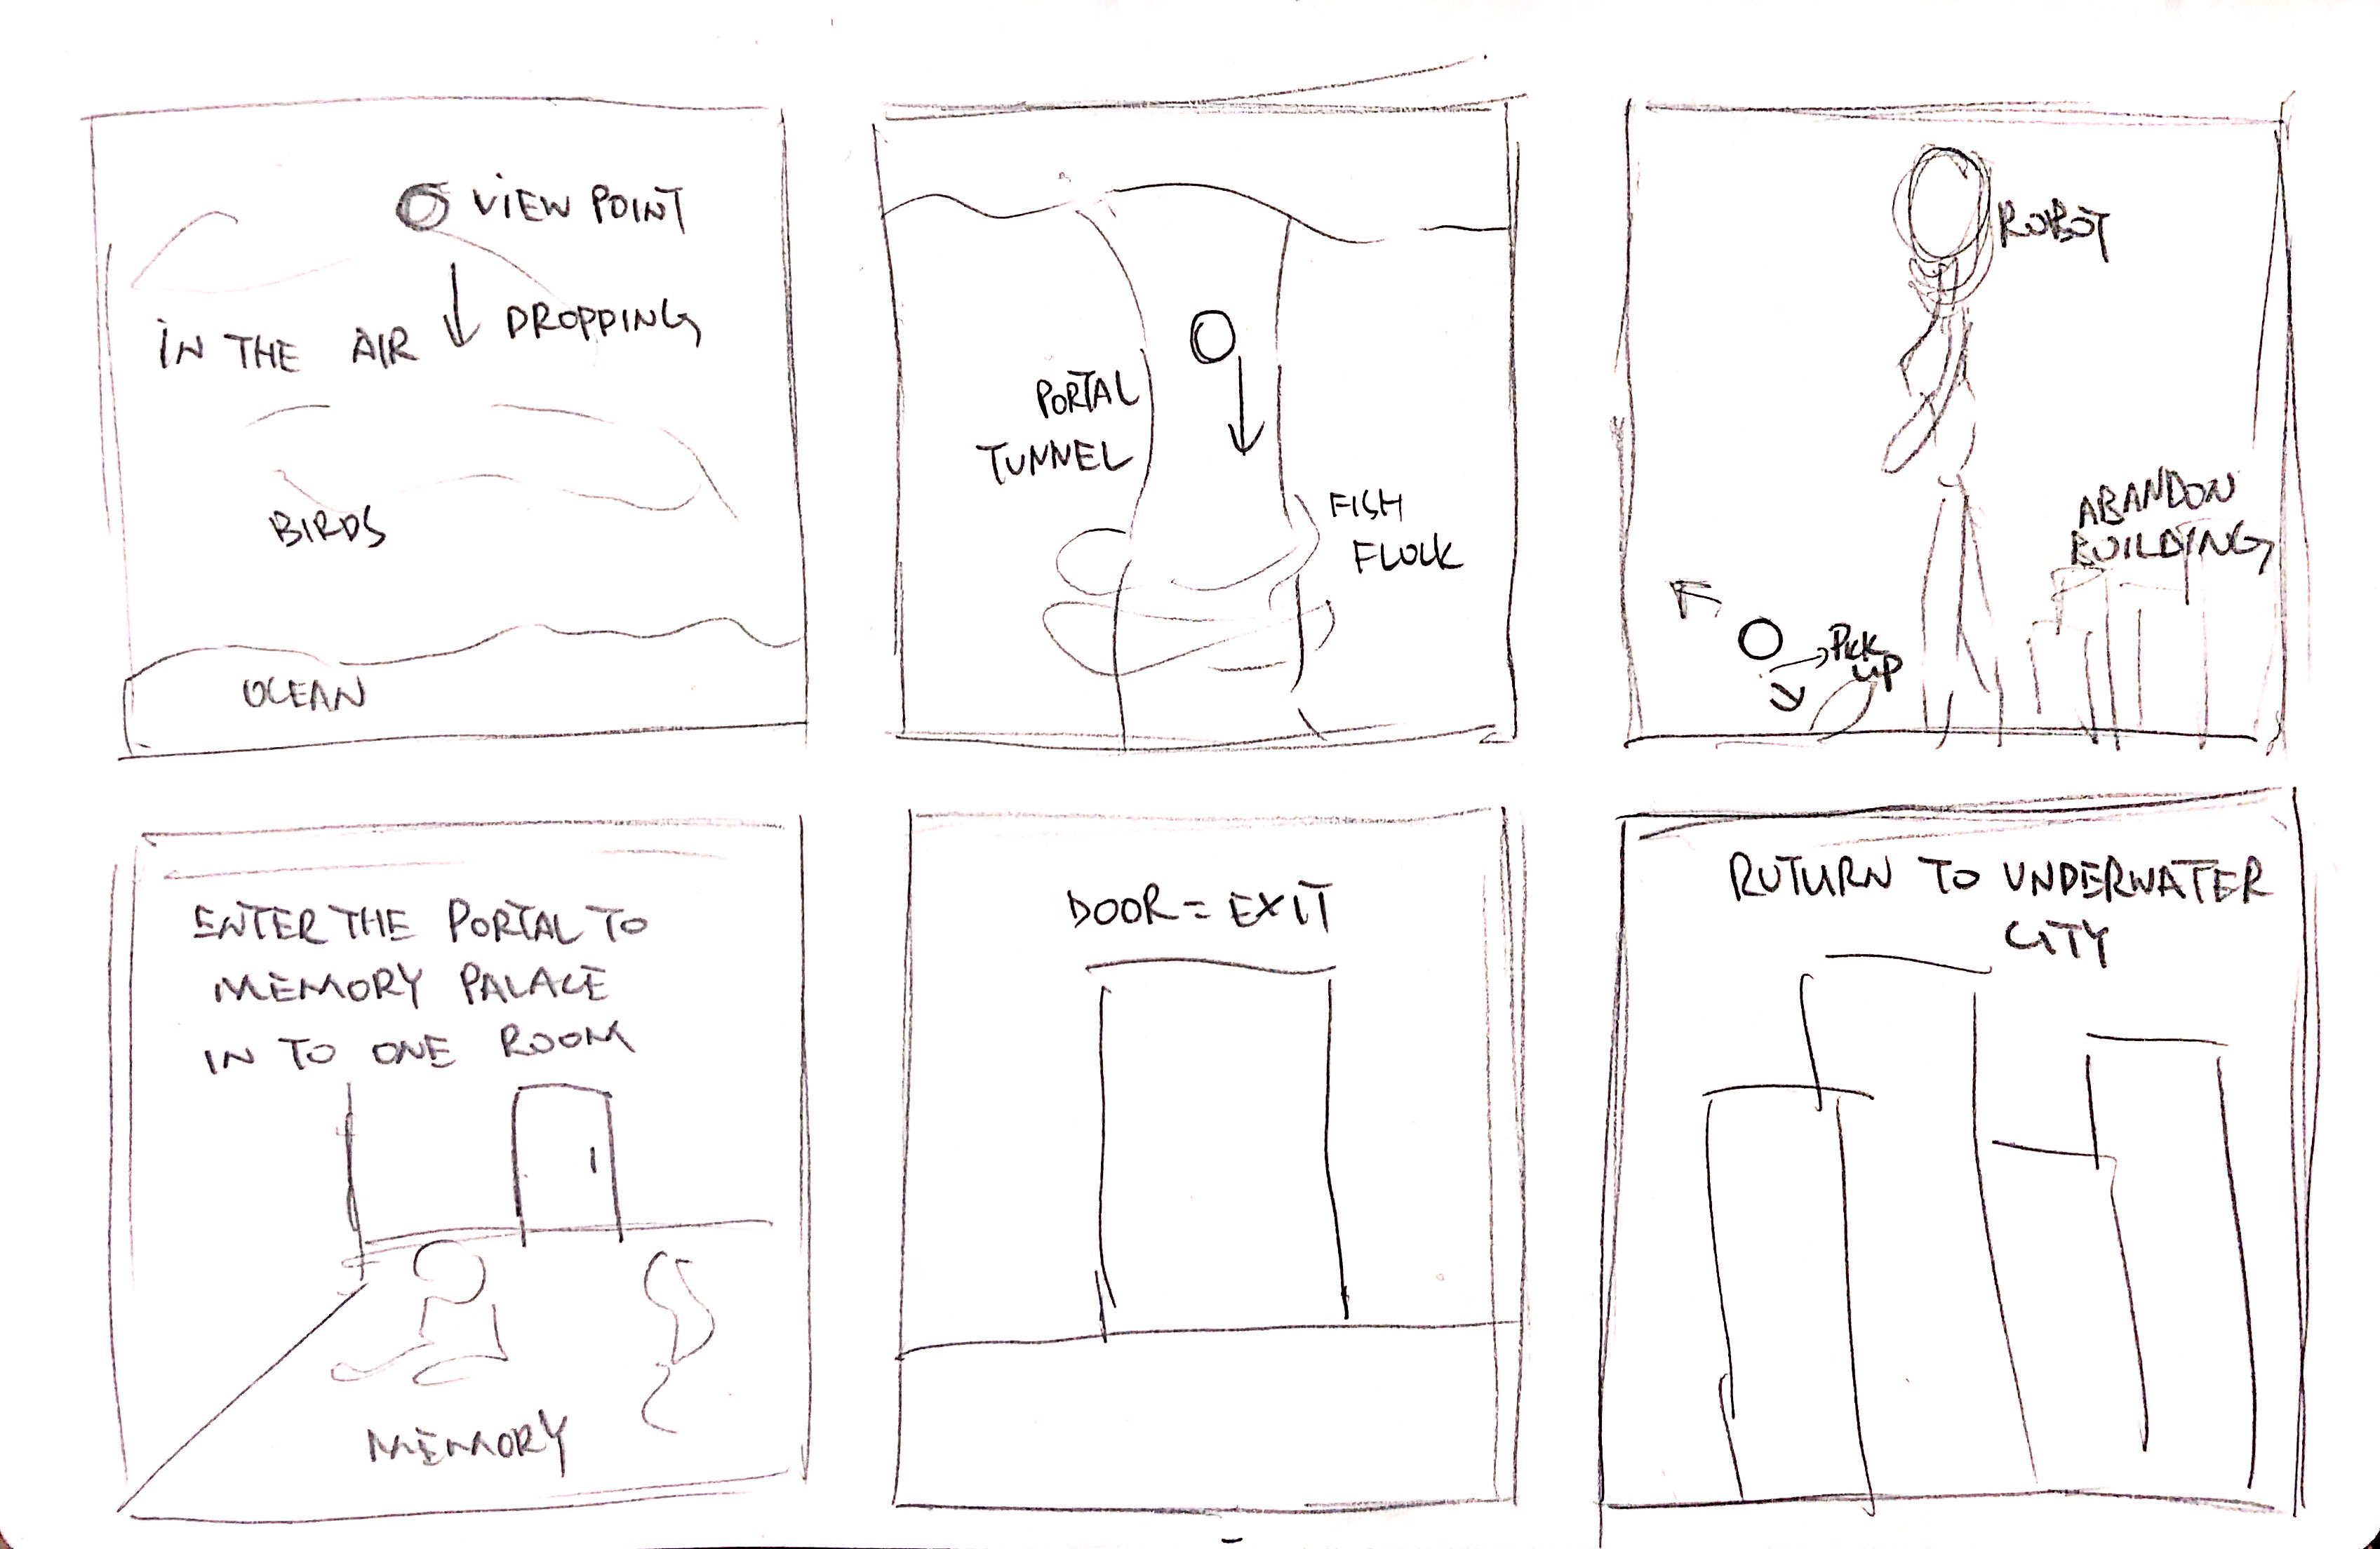 VIEW POINT
IN THE AIR
DROPPING
BIRDS
OCEAN
PORTAL
TUNNEL
FISH
FLOCK
ROBOT
ABANDON
BUILDING
PICK
UP
ENTER THE PORTAL TO
MEMORY PALACE
IN TO ONE ROOM
MEMORY
DOOR = EXIT
RUTURN TO UNDERWATER
CITY